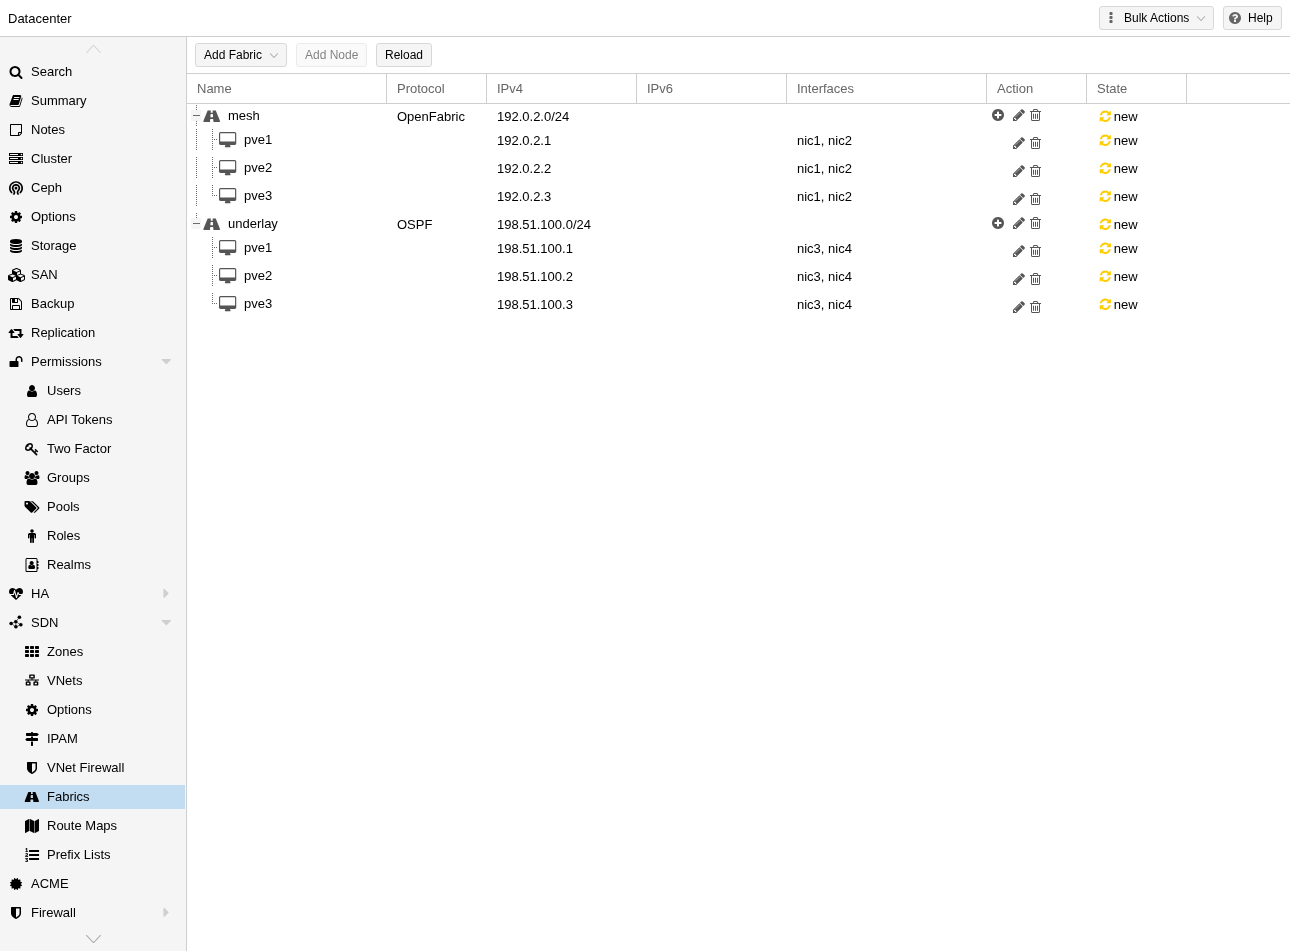 Datacenter
Bulk Actions
Help
Search
Summary
Notes
Cluster
Ceph
Options
Storage
SAN
Backup
Replication
Permissions
Users
API Tokens
Two Factor
Groups
Pools
Roles
Realms
HA
SDN
Zones
VNets
Options
IPAM
VNet Firewall
Fabrics
Route Maps
Prefix Lists
ACME
Firewall
Add Fabric Add Node Reload
Name Protocol IPv4 IPv6 Interfaces Action State
mesh OpenFabric 192.0.2.0/24 new
pve1 192.0.2.1 nic1, nic2 new
pve2 192.0.2.2 nic1, nic2 new
pve3 192.0.2.3 nic1, nic2 new
underlay OSPF 198.51.100.0/24 new
pve1 198.51.100.1 nic3, nic4 new
pve2 198.51.100.2 nic3, nic4 new
pve3 198.51.100.3 nic3, nic4 new